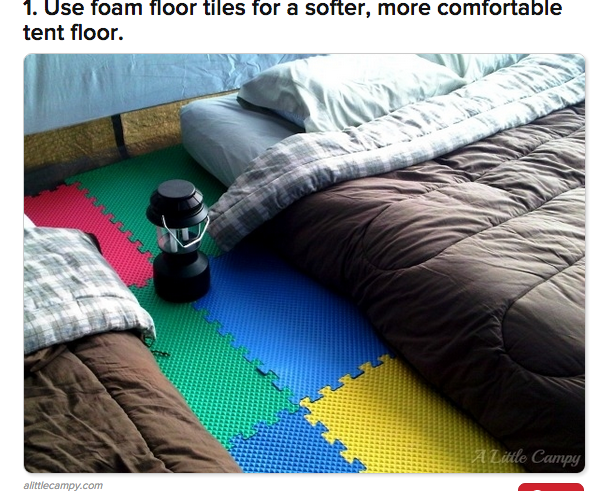 1. Use foam floor tiles for a softer, more comfortable
tent floor.
A Little Campy
alittlecampy.com